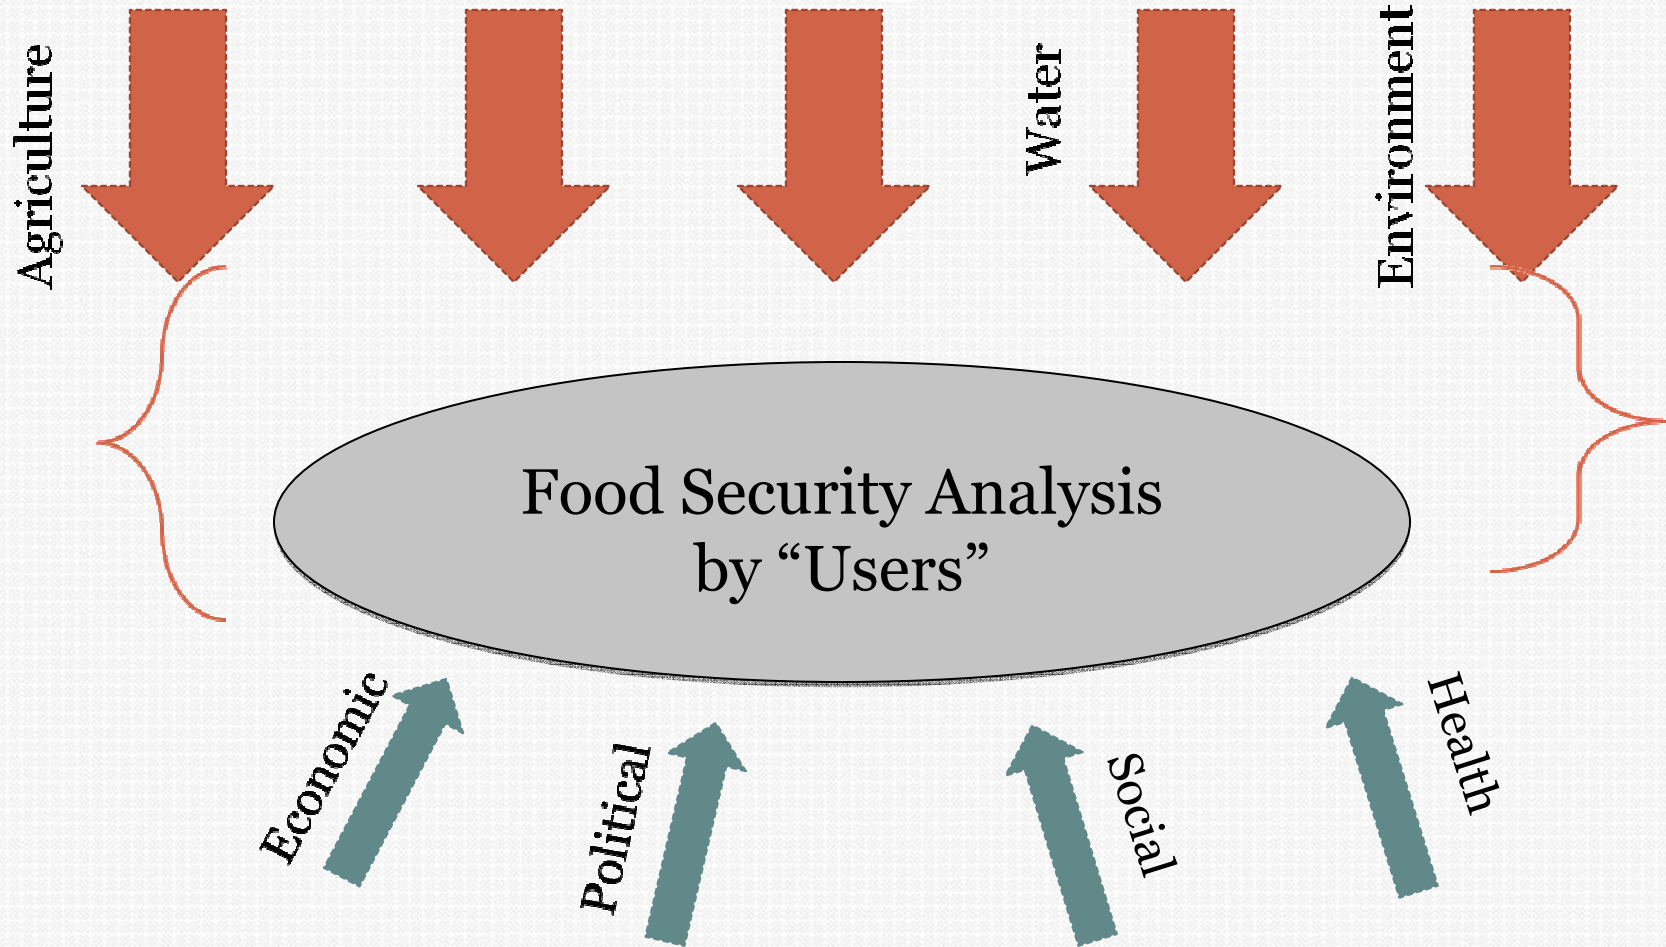 Agriculture
Water
Environment
Food Security Analysis
by “Users”
Economic
Political
Social
Health